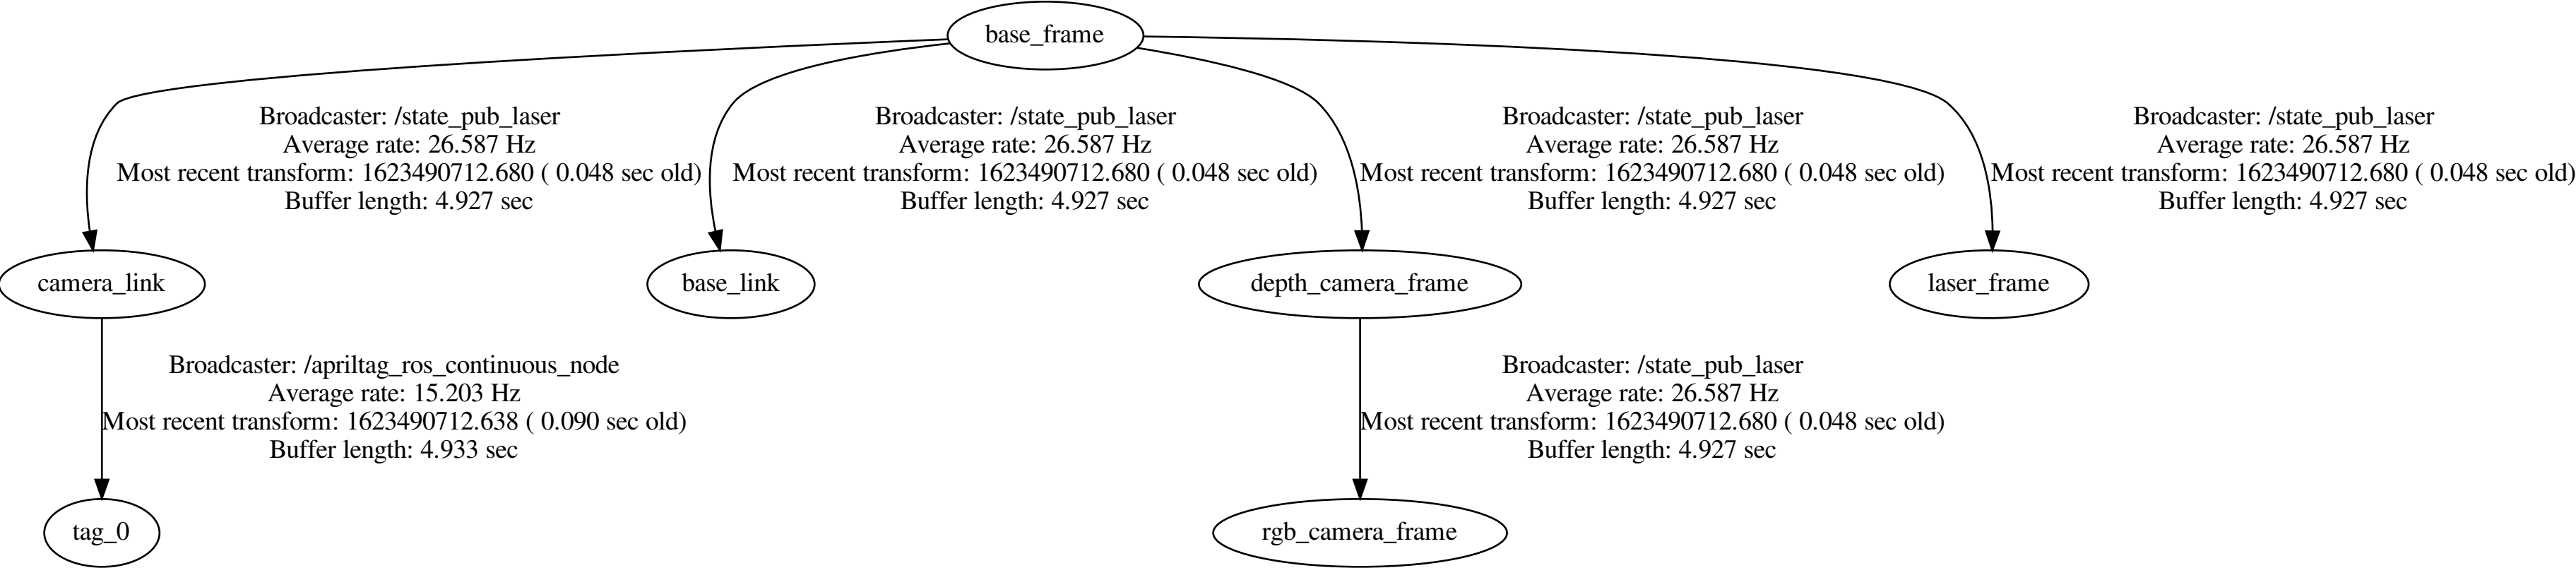 base_frame
Broadcaster: /state_pub_laser
Average rate: 26.587 Hz
Most recent transform: 1623490712.680 ( 0.048 sec old)
Buffer length: 4.927 sec
Broadcaster: /state_pub_laser
Average rate: 26.587 Hz
Most recent transform: 1623490712.680 ( 0.048 sec old)
Buffer length: 4.927 sec
Broadcaster: /state_pub_laser
Average rate: 26.587 Hz
Most recent transform: 1623490712.680 ( 0.048 sec old)
Buffer length: 4.927 sec
Broadcaster: /state_pub_laser
Average rate: 26.587 Hz
Most recent transform: 1623490712.680 ( 0.048 sec old)
Buffer length: 4.927 sec
camera_link
base_link
depth_camera_frame
laser_frame
Broadcaster: /apriltag_ros_continuous_node
Average rate: 15.203 Hz
Most recent transform: 1623490712.638 ( 0.090 sec old)
Buffer length: 4.933 sec
Broadcaster: /state_pub_laser
Average rate: 26.587 Hz
Most recent transform: 1623490712.680 ( 0.048 sec old)
Buffer length: 4.927 sec
tag_0
rgb_camera_frame